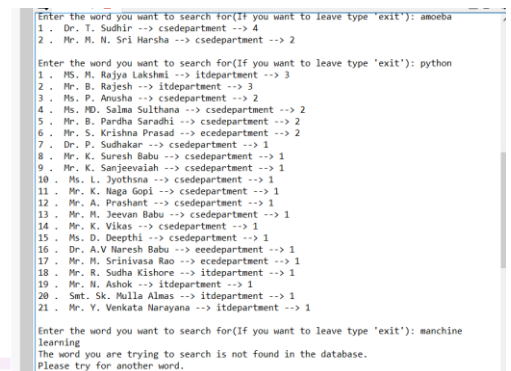 Enter the word you want to search for(If you want to leave type 'exit'): amoeba
1 .  Dr. T. Sudhir --> csedepartment --> 4
2 .  Mr. M. N. Sri Harsha --> csedepartment --> 2
Enter the word you want to search for(If you want to leave type 'exit'): python
1 .  MS. M. Rajya Lakshmi --> itdepartment --> 3
2 .  Mr. B. Rajesh --> itdepartment --> 3
3 .  Ms. P. Anusha --> csedepartment --> 2
4 .  Ms. MD. Salma Sulthana --> csedepartment --> 2
5 .  Mr. B. Pardha Saradhi --> csedepartment --> 2
6 .  Mr. S. Krishna Prasad --> ecedepartment --> 2
7 .  Dr. P. Sudhakar --> csedepartment --> 1
8 .  Mr. K. Suresh Babu --> csedepartment --> 1
9 .  Mr. K. Sanjeevaiah --> csedepartment --> 1
10 .  Ms. L. Jyothsna --> csedepartment --> 1
11 .  Mr. K. Naga Gopi --> csedepartment --> 1
12 .  Mr. A. Prashant --> csedepartment --> 1
13 .  Mr. M. Jeevan Babu --> csedepartment --> 1
14 .  Mr. K. Vikas --> csedepartment --> 1
15 .  Ms. D. Deepthi --> csedepartment --> 1
16 .  Dr. A.V Naresh Babu --> eeedepartment --> 1
17 .  Mr. M. Srinivasa Rao --> ecedepartment --> 1
18 .  Mr. R. Sudha Kishore --> itdepartment --> 1
19 .  Mr. N. Ashok --> itdepartment --> 1
20 .  Smt. Sk. Mulla Almas --> itdepartment --> 1
21 .  Mr. Y. Venkata Narayana --> itdepartment --> 1
Enter the word you want to search for(If you want to leave type 'exit'): manchine
learning
The word you are trying to search is not found in the database.
Please try for another word.